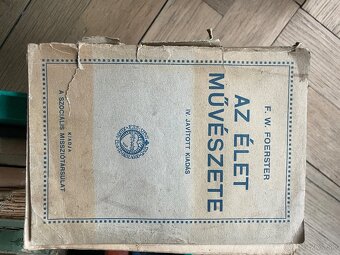 F. W. FOERSTER
AZ ÉLET
MŰVÉSZETE
IV. JAVÍTOTT KIADÁS
KIADJA
A SZOCIÁLIS MISSZIÓTÁRSULAT